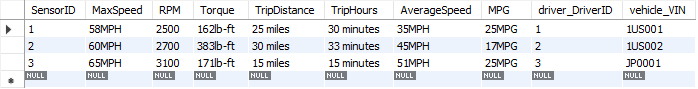 SensorID MaxSpeed RPM Torque TripDistance TripHours AverageSpeed MPG driver_DriverID vehicle_VIN
1 58MPH 2500 162lb-ft 25 miles 30 minutes 35MPH 25MPG 1 1US001
2 60MPH 2700 383lb-ft 30 miles 33 minutes 45MPH 17MPG 2 1US002
3 65MPH 3100 171lb-ft 15 miles 15 minutes 51MPH 25MPG 3 JP0001
NULL NULL NULL NULL NULL NULL NULL NULL NULL NULL